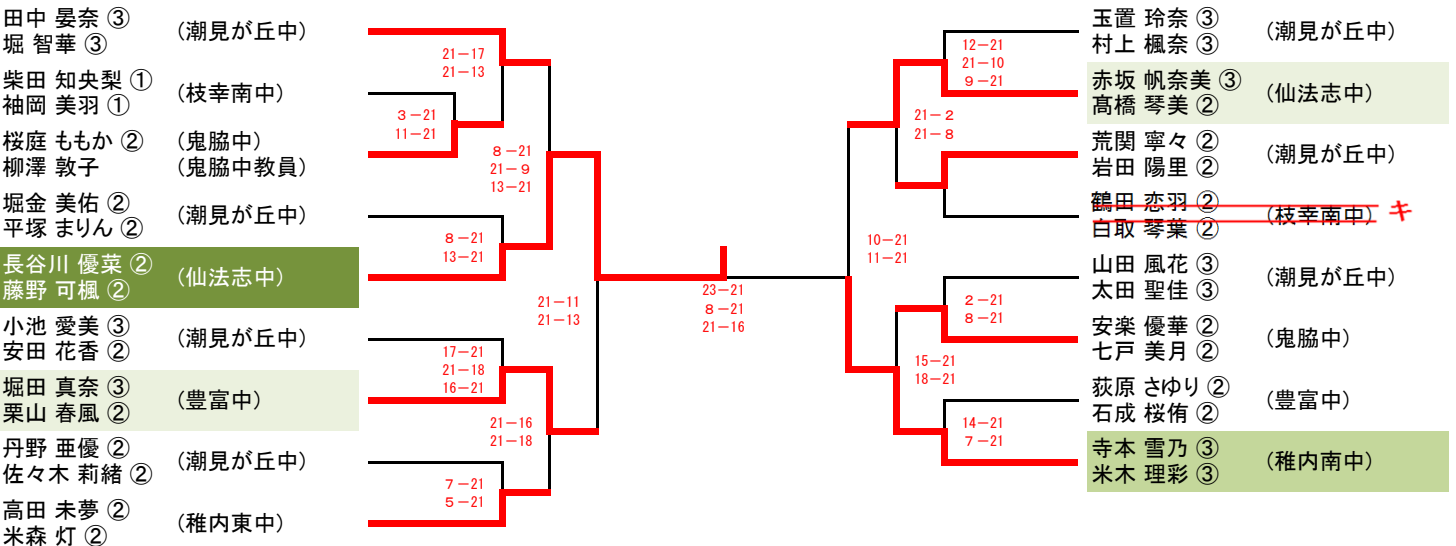 田中 晏奈 ③
堀 智華 ③
(潮見が丘中)
柴田 知央梨 ①
袖岡 美羽 ①
(枝幸南中)
桜庭 ももか ②
(鬼脇中)
柳澤 敦子
(鬼脇中教員)
堀金 美佑 ②
平塚 まりん ②
(潮見が丘中)
長谷川 優菜 ②
藤野 可楓 ②
(仙法志中)
小池 愛美 ③
安田 花香 ②
(潮見が丘中)
堀田 真奈 ③
栗山 春風 ②
(豊富中)
丹野 亜優 ②
佐々木 莉緒 ②
(潮見が丘中)
高田 未夢 ②
米森 灯 ②
(稚内東中)
21－17
21－13
3－21
11－21
8－21
21－9
13－21
8－21
13－21
21－11
21－13
17－21
21－18
16－21
21－16
21－18
7－21
5－21
23－21
8－21
21－16
12－21
21－10
9－21
21－2
21－8
10－21
11－21
2－21
8－21
15－21
18－21
14－21
7－21
玉置 玲奈 ③
村上 楓奈 ③
(潮見が丘中)
赤坂 帆奈美 ③
髙橋 琴美 ②
(仙法志中)
荒関 寧々 ②
岩田 陽里 ②
(潮見が丘中)
鶴田 恋羽 ②
白取 琴葉 ②
(枝幸南中)
キ
山田 風花 ③
太田 聖佳 ③
(潮見が丘中)
安楽 優華 ②
七戸 美月 ②
(鬼脇中)
荻原 さゆり ②
石成 桜侑 ②
(豊富中)
寺本 雪乃 ③
米木 理彩 ③
(稚内南中)